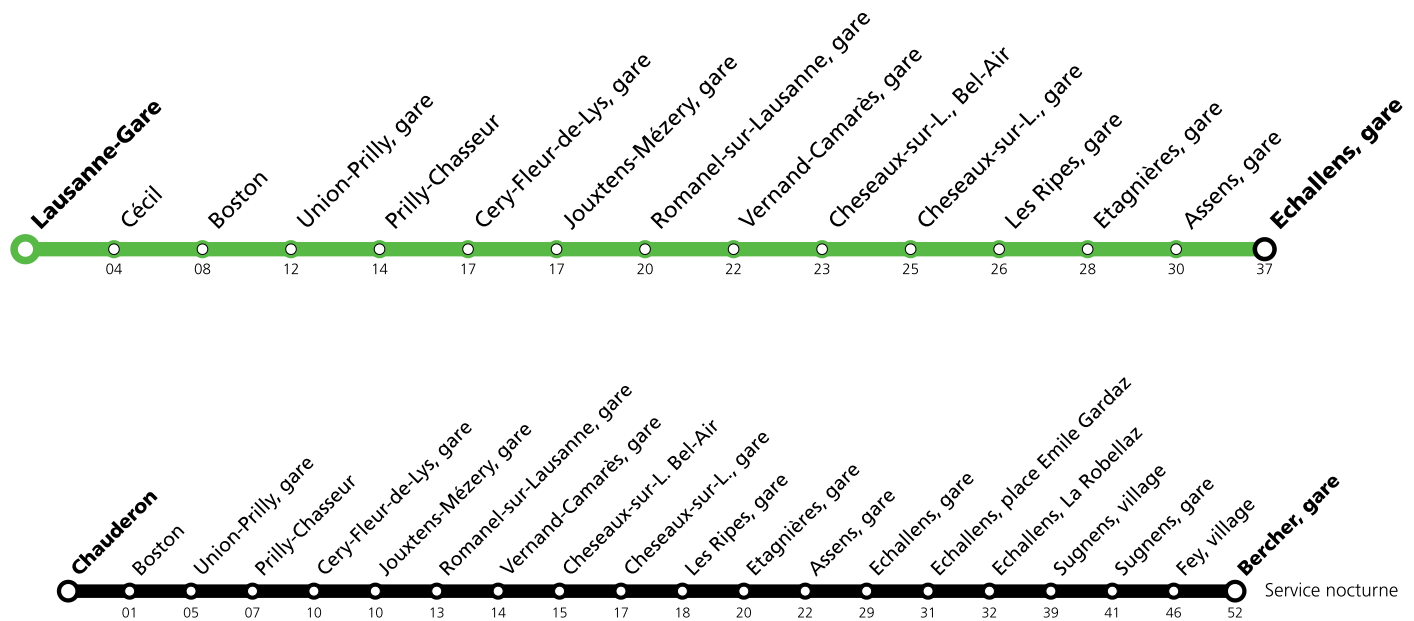 Lausanne-Gare
Cécil
Boston
Union-Prilly, gare
Prilly-Chasseur
Cery-Fleur-de-Lys, gare
Jouxtens-Mézery, gare
Romanel-sur-Lausanne, gare
Vernand-Camarès, gare
Cheseaux-sur-L., Bel-Air
Cheseaux-sur-L., gare
Les Ripes, gare
Etagnières, gare
Assens, gare
Echallens, gare
04 08 12 14 17 17 20 22 23 25 26 28 30 37
Chauderon
Boston
Union-Prilly, gare
Prilly-Chasseur
Cery-Fleur-de-Lys, gare
Jouxtens-Mézery, gare
Romanel-sur-Lausanne, gare
Vernand-Camarès, gare
Cheseaux-sur-L. Bel-Air
Cheseaux-sur-L., gare
Les Ripes, gare
Etagnières, gare
Assens, gare
Echallens, gare
Echallens, place Emile Gardaz
Echallens, La Robellaz
Sugnens, village
Sugnens, gare
Fey, village
Bercher, gare
Service nocturne
01 05 07 10 10 13 14 15 17 18 20 22 29 31 32 39 41 46 52